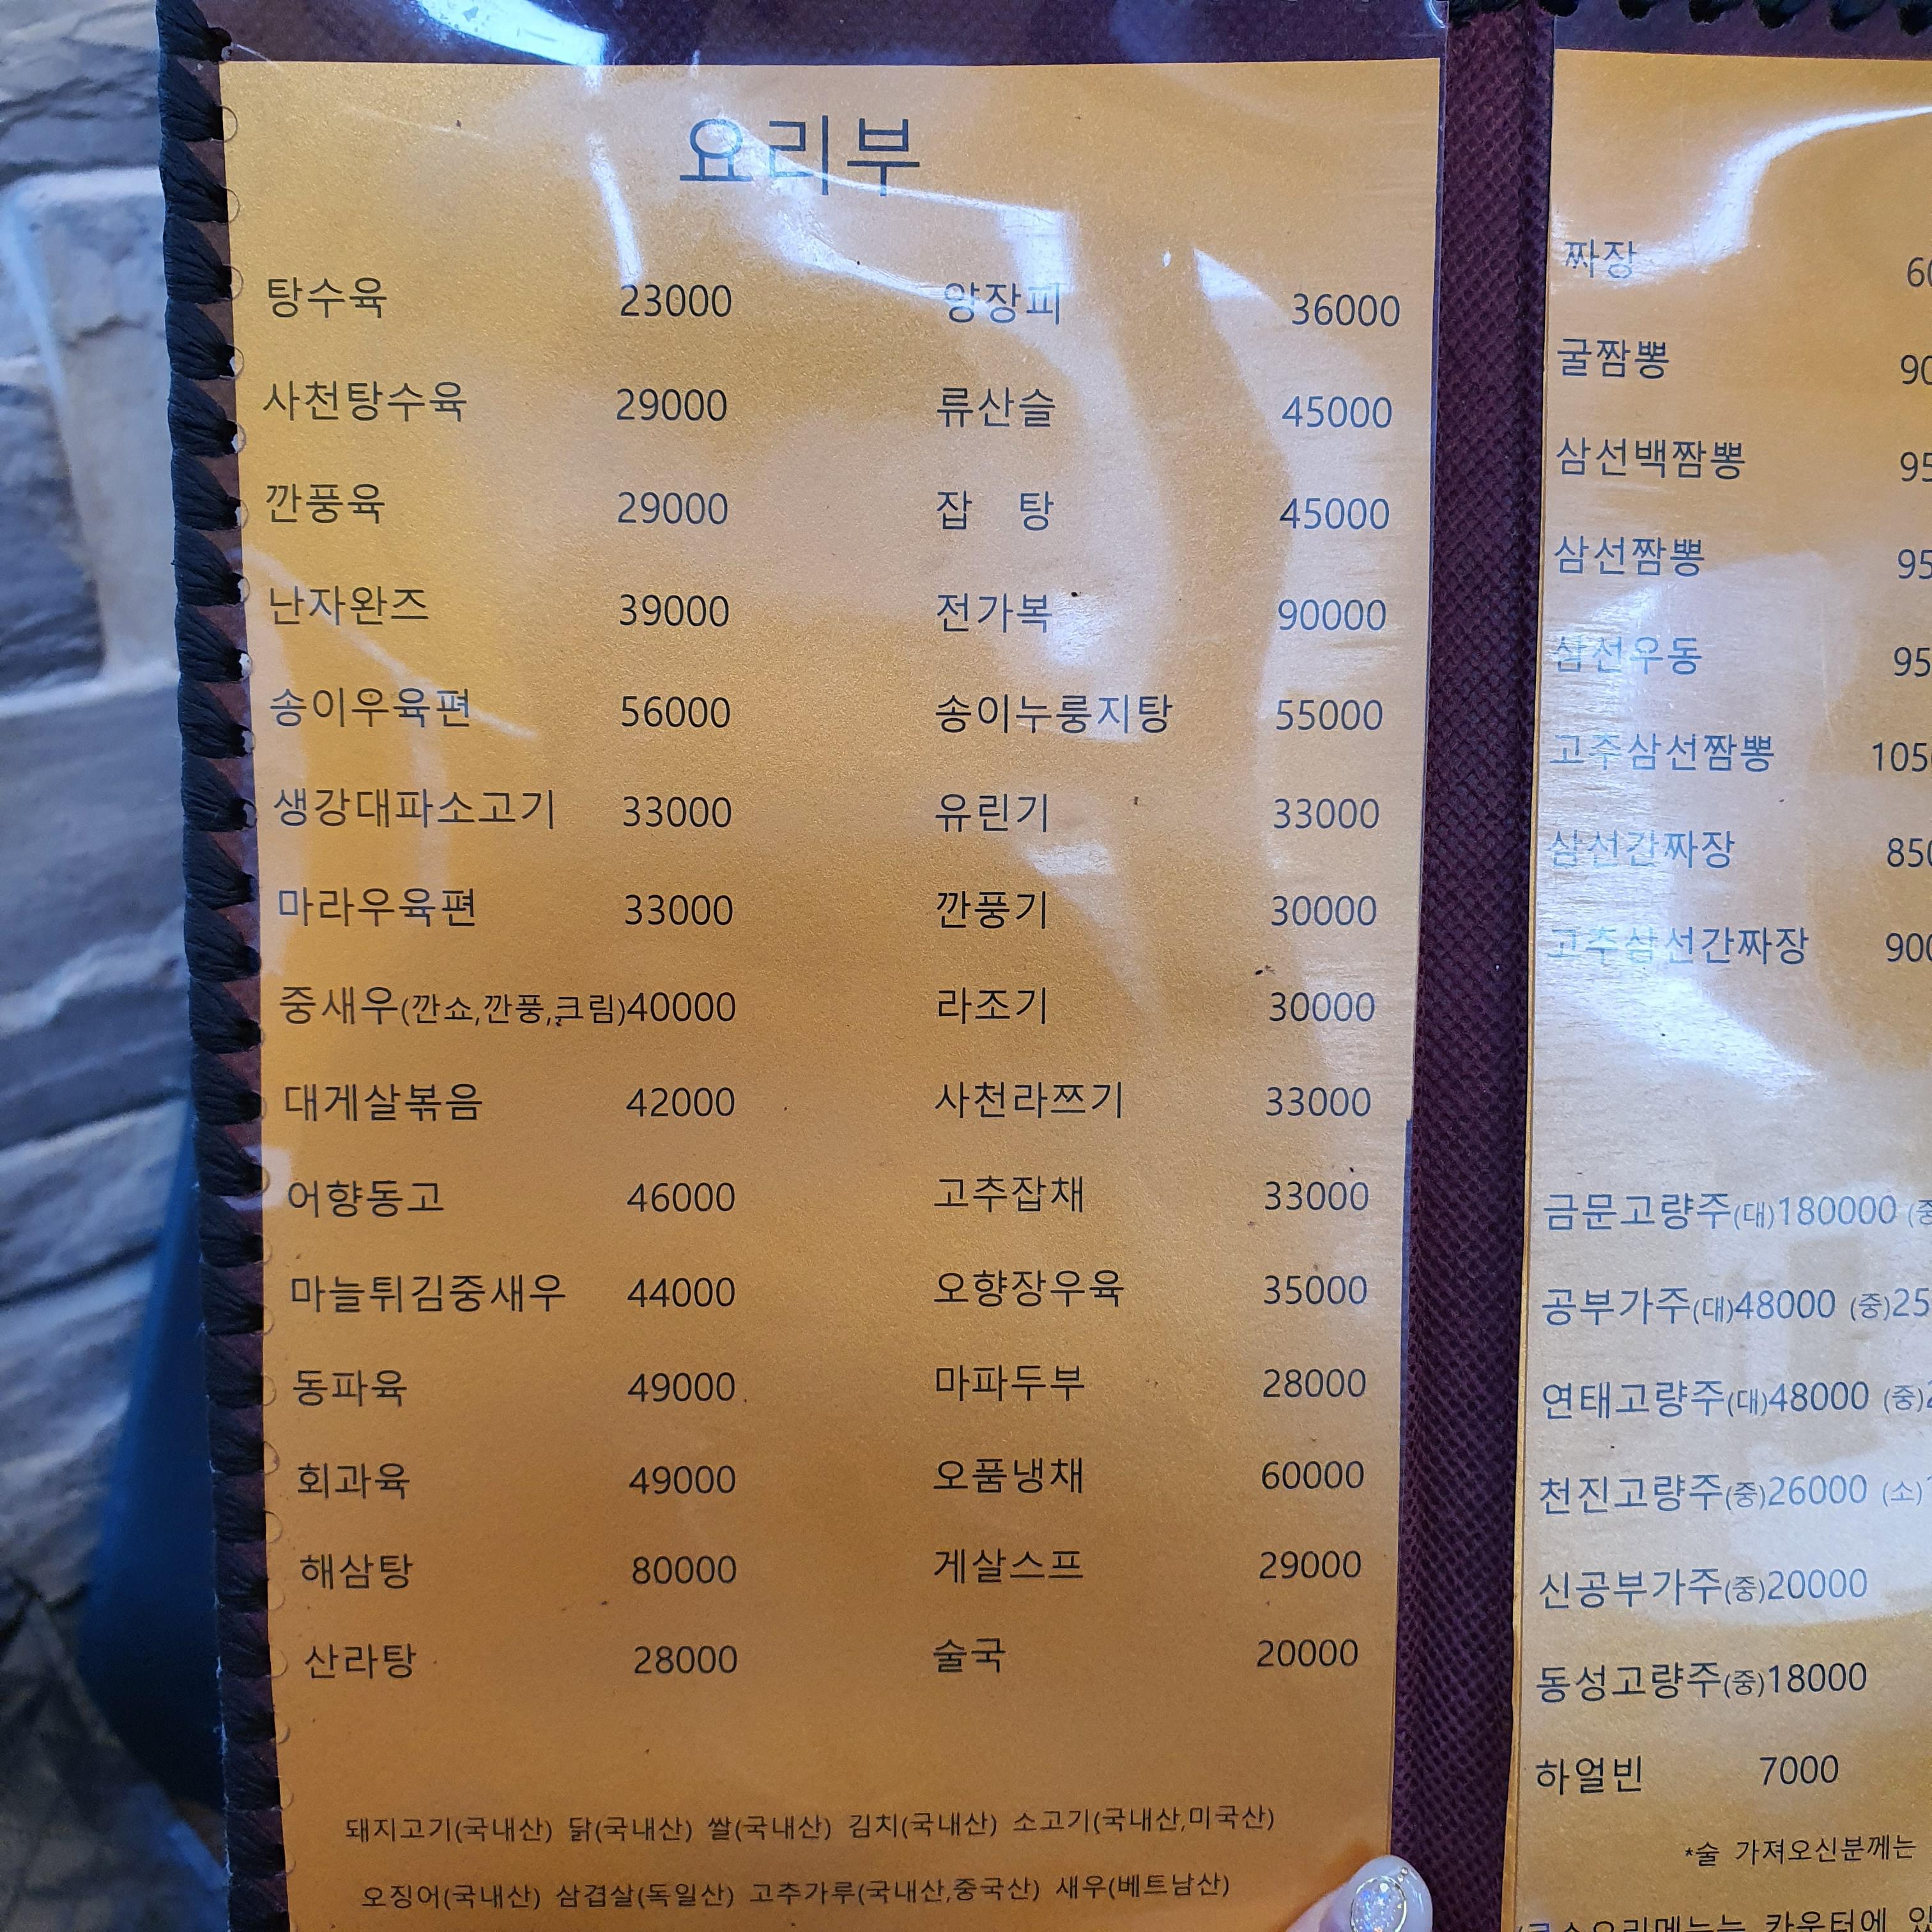 요리부
탕수육 23000 양장피 36000
사천탕수육 29000 류산슬 45000
깐풍육 29000 잡 탕 45000
난자완즈 39000 전가복 90000
송이우육편 56000 송이누룽지탕 55000
생강대파소고기 33000 유린기 33000
마라우육편 33000 깐풍기 30000
중새우(깐쇼,깐풍,크림)40000 라조기 30000
대게살볶음 42000 사천라쯔기 33000
어향동고 46000 고추잡채 33000
마늘튀김중새우 44000 오향장우육 35000
동파육 49000 마파두부 28000
회과육 49000 오품냉채 60000
해삼탕 80000 게살스프 29000
산라탕 28000 술국 20000
돼지고기(국내산) 닭(국내산) 쌀(국내산) 김치(국내산) 소고기(국내산,미국산)
오징어(국내산) 삼겹살(독일산) 고추가루(국내산,중국산) 새우(베트남산)
짜장
굴짬뽕
삼선백짬뽕
삼선짬뽕
삼선우동
고추삼선짬뽕
삼선간짜장
고추삼선간짜장
금문고량주(대)180000
공부가주(대)48000 (중)
연태고량주(대)48000 (중)
천진고량주(중)26000 (소)
신공부가주(중)20000
동성고량주(중)18000
하얼빈 7000
*술 가져오신분께는
카운터에